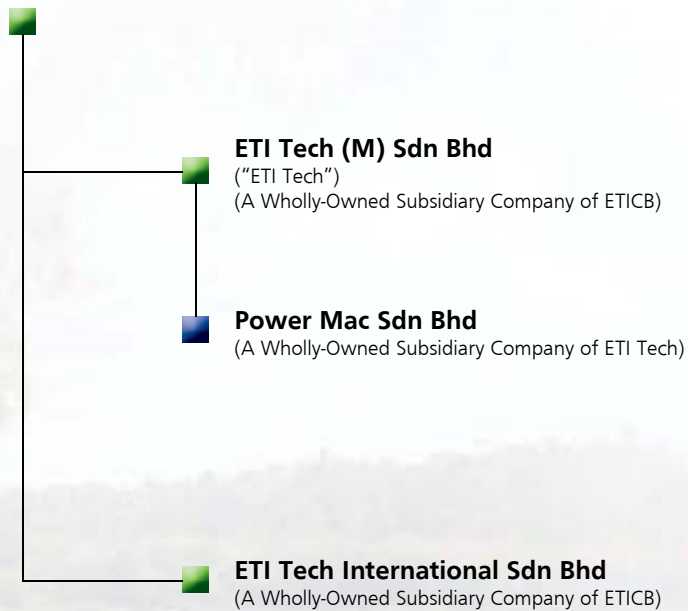 ETI Tech (M) Sdn Bhd
(“ETI Tech”)
(A Wholly-Owned Subsidiary Company of ETICB)
Power Mac Sdn Bhd
(A Wholly-Owned Subsidiary Company of ETI Tech)
ETI Tech International Sdn Bhd
(A Wholly-Owned Subsidiary Company of ETICB)